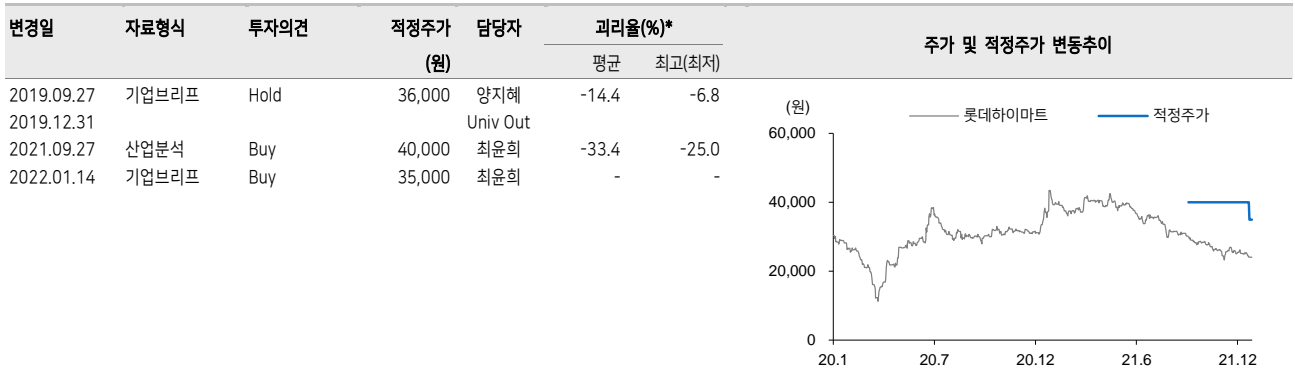 변경일 자료형식 투자의견 적정주가 담당자 괴리율(%)*
(원) 평균 최고(최저)
2019.09.27 기업브리프 Hold 36,000 양지혜 -14.4 -6.8
2019.12.31 Univ Out
2021.09.27 산업분석 Buy 40,000 최윤희 -33.4 -25.0
2022.01.14 기업브리프 Buy 35,000 최윤희 - -
주가 및 적정주가 변동추이
(원)
롯데하이마트 적정주가
60,000
40,000
20,000
0
20.1 20.7 20.12 21.6 21.12